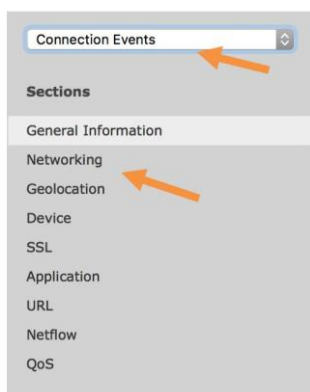 Connection Events
Sections
General Information
Networking
Geolocation
Device
SSL
Application
URL
Netflow
QoS